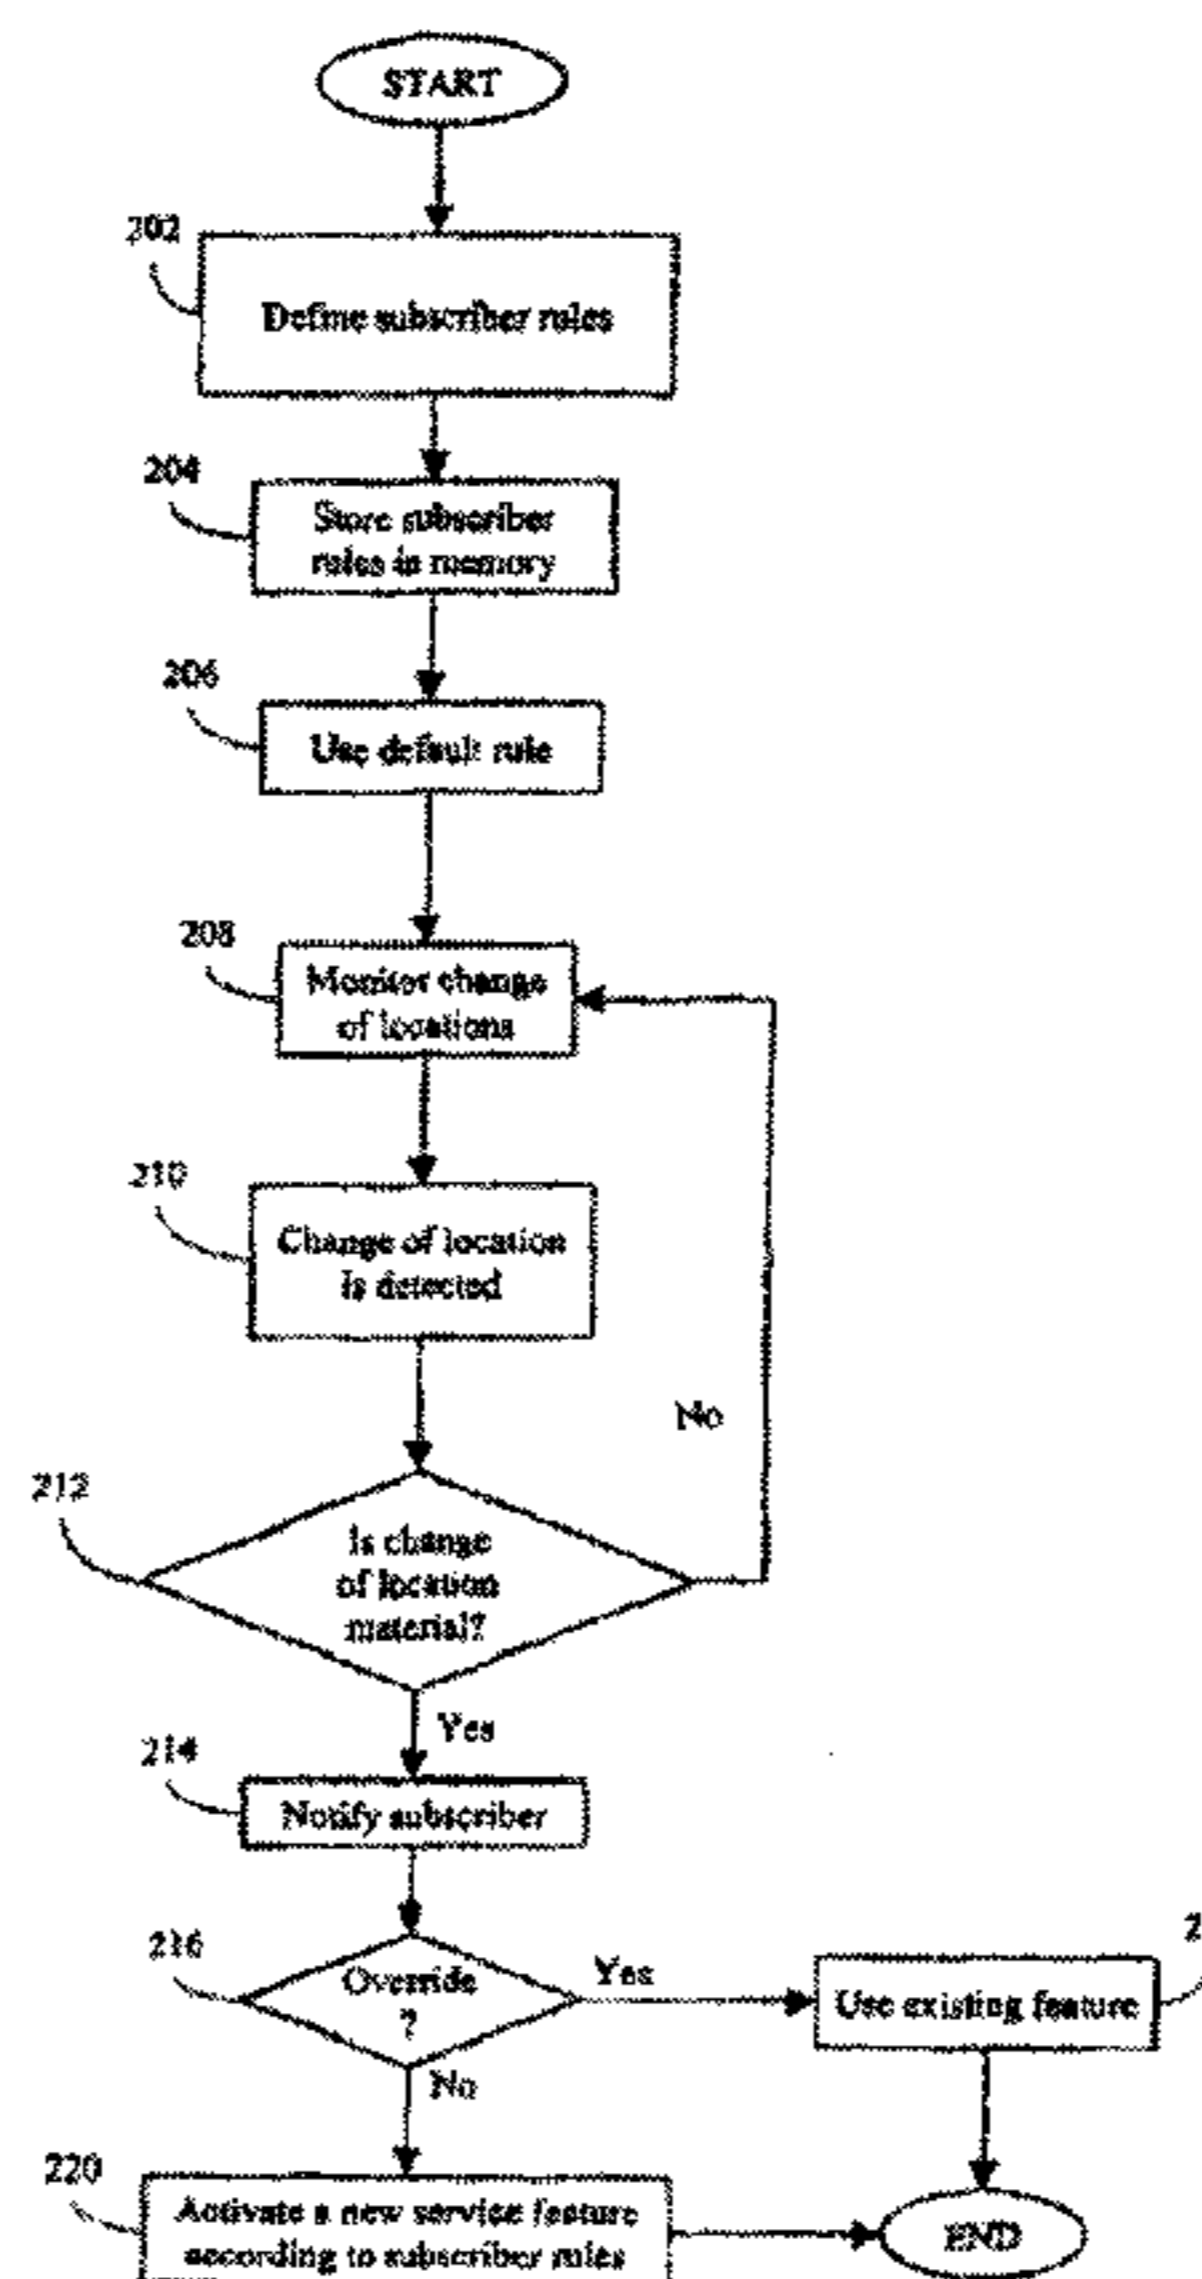 START
202
Define subscriber rules
204
Store subscriber
rules in memory
206
Use default rule
208
Monitor change
of locations
210
Change of location
is detected
No
212
Is change
of location
material?
Yes
214
Notify subscriber
216
Override
?
Yes
2
Use existing feature
No
220
Activate a new service feature
according to subscriber rules
END